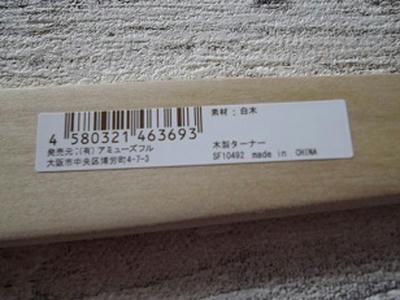 4 580321 463693
素材：白木
発売元：(有)アミューズフル
大阪市中央区博労町4-7-3
木製ターナー
SF10492 made in CHINA